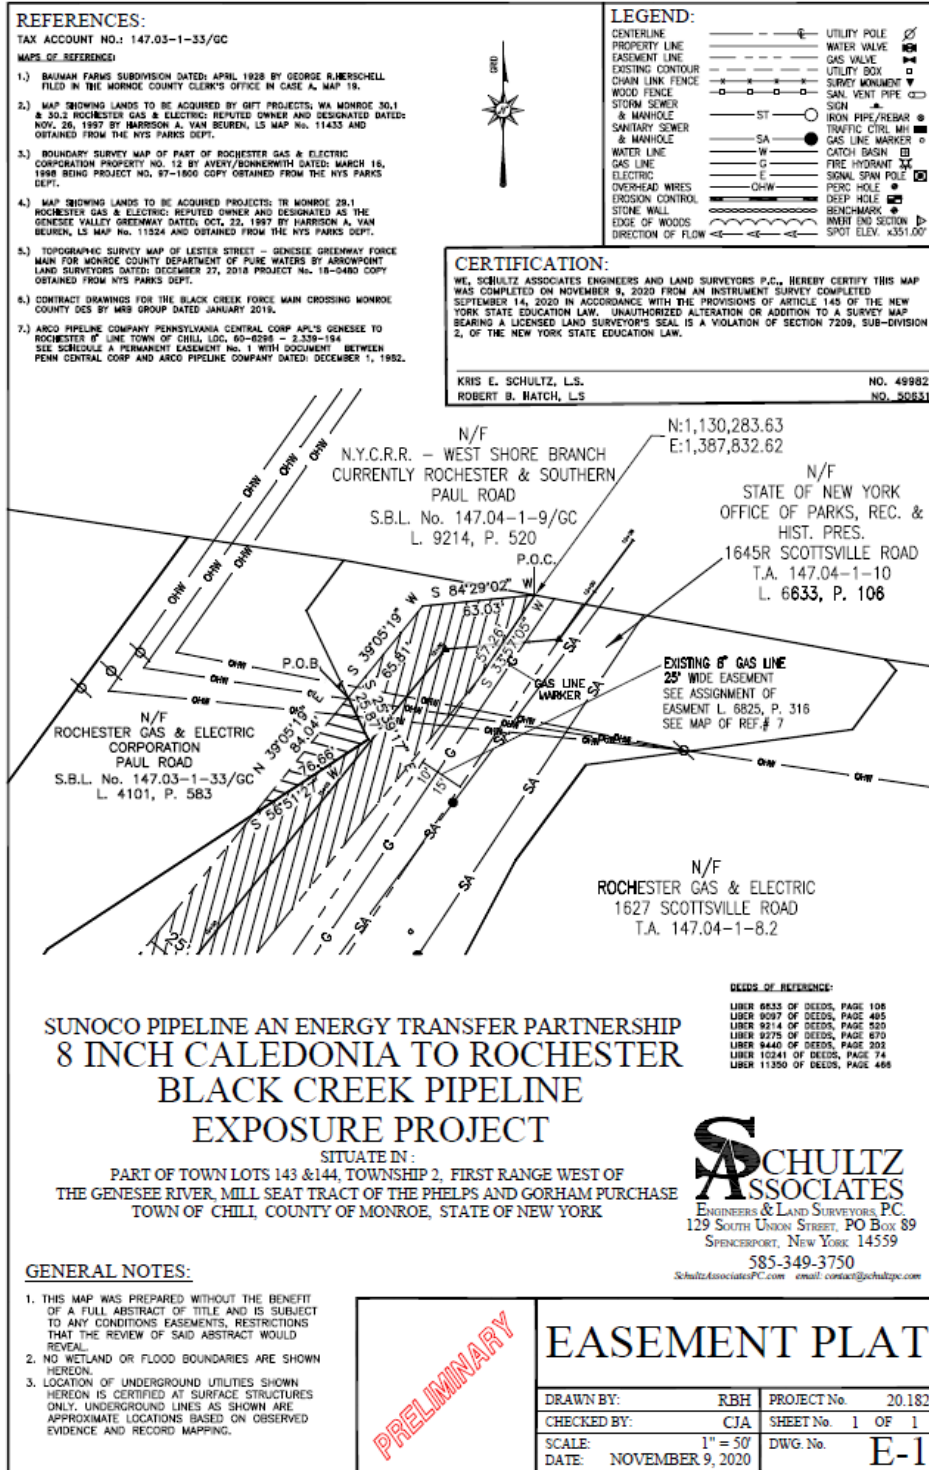 REFERENCES:
TAX ACCOUNT NO.: 147.03-1-33/GC
MAPS OF REFERENCE:
1.) BAUMAN FARMS SUBDIVISION DATED: APRIL 1928 BY GEORGE R.HERSCHELL
FILED IN THE MORNOE COUNTY CLERK'S OFFICE IN CASE A, MAP 19.
2.) MAP SHOWING LANDS TO BE ACQUIRED BY GIFT PROJECTS; WA MONROE 30.1
& 30.2 ROCHESTER GAS & ELECTRIC: REPUTED OWNER AND DESIGNATED DATED:
NOV. 26, 1997 BY HARRISON A. VAN BEUREN, LS MAP No. 11433 AND
OBTAINED FROM THE NYS PARKS DEPT.
3.) BOUNDARY SURVEY MAP OF PART OF ROCHESTER GAS & ELECTRIC
CORPORATION PROPERTY NO. 12 BY AVERY/BONNERWITH DATED: MARCH 16,
1998 BEING PROJECT NO. 97-1600 COPY OBTAINED FROM THE NYS PARKS
DEPT.
4.) MAP SHOWING LANDS TO BE ACQUIRED PROJECTS: TR MONROE 29.1
ROCHESTER GAS & ELECTRIC: REPUTED OWNER AND DESIGNATED AS THE
GENESEE VALLEY GREENWAY DATED: OCT, 22, 1997 BY HARRISON A. VAN
BEUREN, LS MAP No. 11524 AND OBTAINED FROM THE NYS PARKS DEPT.
5.) TOPOGRAPHIC SURVEY MAP OF LESTER STREET - GENESEE GREENWAY FORCE
MAIN FOR MONROE COUNTY DEPARTMENT OF PURE WATERS BY ARROWPOINT
LAND SURVEYORS DATED: DECEMBER 27, 2018 PROJECT No. 18-0480 COPY
OBTAINED FROM NYS PARKS DEPT.
6.) CONTRACT DRAWINGS FOR THE BLACK CREEK FORCE MAIN CROSSING MONROE
COUNTY DES BY MRB GROUP DATED JANUARY 2019.
7.) ARCO PIPELINE COMPANY PENNSYLVANIA CENTRAL CORP APL'S GENESEE TO
ROCHESTER 8" LINE TOWN OF CHILI, LOC, 60-6296 - 2.339-194
SEE SCHEDULE A PERMANENT EASEMENT No. 1 WITH DOCUMENT BETWEEN
PENN CENTRAL CORP AND ARCO PIPELINE COMPANY DATED: DECEMBER 1, 1982.
GRID
LEGEND:
CENTERLINE
PROPERTY LINE
EASEMENT LINE
EXISTING CONTOUR
CHAIN LINK FENCE
WOOD FENCE
STORM SEWER
& MANHOLE ST
SANITARY SEWER
& MANHOLE SA
WATER LINE W
GAS LINE G
ELECTRIC E
OVERHEAD WIRES OHW
EROSION CONTROL
STONE WALL
EDGE OF WOODS
DIRECTION OF FLOW
UTILITY POLE
WATER VALVE
GAS VALVE
UTILITY BOX
SURVEY MONUMENT
SAN. VENT PIPE
SIGN
IRON PIPE/REBAR
TRAFFIC CTRL MH
GAS LINE MARKER
CATCH BASIN
FIRE HYDRANT
SIGNAL SPAN POLE
PERC HOLE
DEEP HOLE
BENCHMARK
INVERT END SECTION
SPOT ELEV. x351.00'
CERTIFICATION:
WE, SCHULTZ ASSOCIATES ENGINEERS AND LAND SURVEYORS P.C., HEREBY CERTIFY THIS MAP
WAS COMPLETED ON NOVEMBER 9, 2020 FROM AN INSTRUMENT SURVEY COMPLETED
SEPTEMBER 14, 2020 IN ACCORDANCE WITH THE PROVISIONS OF ARTICLE 145 OF THE NEW
YORK STATE EDUCATION LAW. UNAUTHORIZED ALTERATION OR ADDITION TO A SURVEY MAP
BEARING A LICENSED LAND SURVEYOR'S SEAL IS A VIOLATION OF SECTION 7209, SUB-DIVISION
2, OF THE NEW YORK STATE EDUCATION LAW.
KRIS E. SCHULTZ, L.S. NO. 49982
ROBERT B. HATCH, L.S NO. 50631
N/F
N.Y.C.R.R. - WEST SHORE BRANCH
CURRENTLY ROCHESTER & SOUTHERN
PAUL ROAD
S.B.L. No. 147.04-1-9/GC
L. 9214, P. 520
N:1,130,283.63
E:1,387,832.62
N/F
STATE OF NEW YORK
OFFICE OF PARKS, REC. &
HIST. PRES.
1645R SCOTTSVILLE ROAD
T.A. 147.04-1-10
L. 6633, P. 106
P.O.C.
S 84°29'02" W
63.03'
S 39°05'19" W
65.81'
57.26'
S 33°57'05" W
P.O.B.
S 25°39'17" E
25.87'
N 39°05'19" E
84.04'
76.66'
S 56°51'27" W
GAS LINE
MARKER
EXISTING 8" GAS LINE
25' WIDE EASEMENT
SEE ASSIGNMENT OF
EASMENT L. 6825, P. 316
SEE MAP OF REF.# 7
N/F
ROCHESTER GAS & ELECTRIC
CORPORATION
PAUL ROAD
S.B.L. No. 147.03-1-33/GC
L. 4101, P. 583
10'
15'
25'
OHW
OHW
OHW
G
G
SA
SA
N/F
ROCHESTER GAS & ELECTRIC
1627 SCOTTSVILLE ROAD
T.A. 147.04-1-8.2
DEEDS OF REFERENCE:
LIBER 6633 OF DEEDS, PAGE 106
LIBER 9097 OF DEEDS, PAGE 495
LIBER 9214 OF DEEDS, PAGE 520
LIBER 9275 OF DEEDS, PAGE 670
LIBER 9440 OF DEEDS, PAGE 202
LIBER 10241 OF DEEDS, PAGE 74
LIBER 11350 OF DEEDS, PAGE 466
SUNOCO PIPELINE AN ENERGY TRANSFER PARTNERSHIP
8 INCH CALEDONIA TO ROCHESTER
BLACK CREEK PIPELINE
EXPOSURE PROJECT
SITUATE IN :
PART OF TOWN LOTS 143 &144, TOWNSHIP 2, FIRST RANGE WEST OF
THE GENESEE RIVER, MILL SEAT TRACT OF THE PHELPS AND GORHAM PURCHASE
TOWN OF CHILI, COUNTY OF MONROE, STATE OF NEW YORK
SCHULTZ
ASSOCIATES
ENGINEERS & LAND SURVEYORS, P.C.
129 SOUTH UNION STREET, PO BOX 89
SPENCERPORT, NEW YORK 14559
585-349-3750
SchultzAssociatesPC.com email: contact@schultzpc.com
GENERAL NOTES:
1. THIS MAP WAS PREPARED WITHOUT THE BENEFIT
OF A FULL ABSTRACT OF TITLE AND IS SUBJECT
TO ANY CONDITIONS EASEMENTS, RESTRICTIONS
THAT THE REVIEW OF SAID ABSTRACT WOULD
REVEAL.
2. NO WETLAND OR FLOOD BOUNDARIES ARE SHOWN
HEREON.
3. LOCATION OF UNDERGROUND UTILITIES SHOWN
HEREON IS CERTIFIED AT SURFACE STRUCTURES
ONLY. UNDERGROUND LINES AS SHOWN ARE
APPROXIMATE LOCATIONS BASED ON OBSERVED
EVIDENCE AND RECORD MAPPING.
PRELIMINARY
EASEMENT PLAT
DRAWN BY: RBH
PROJECT No. 20.182
CHECKED BY: CJA
SHEET No. 1 OF 1
SCALE: 1" = 50'
DATE: NOVEMBER 9, 2020
DWG. No. E-1